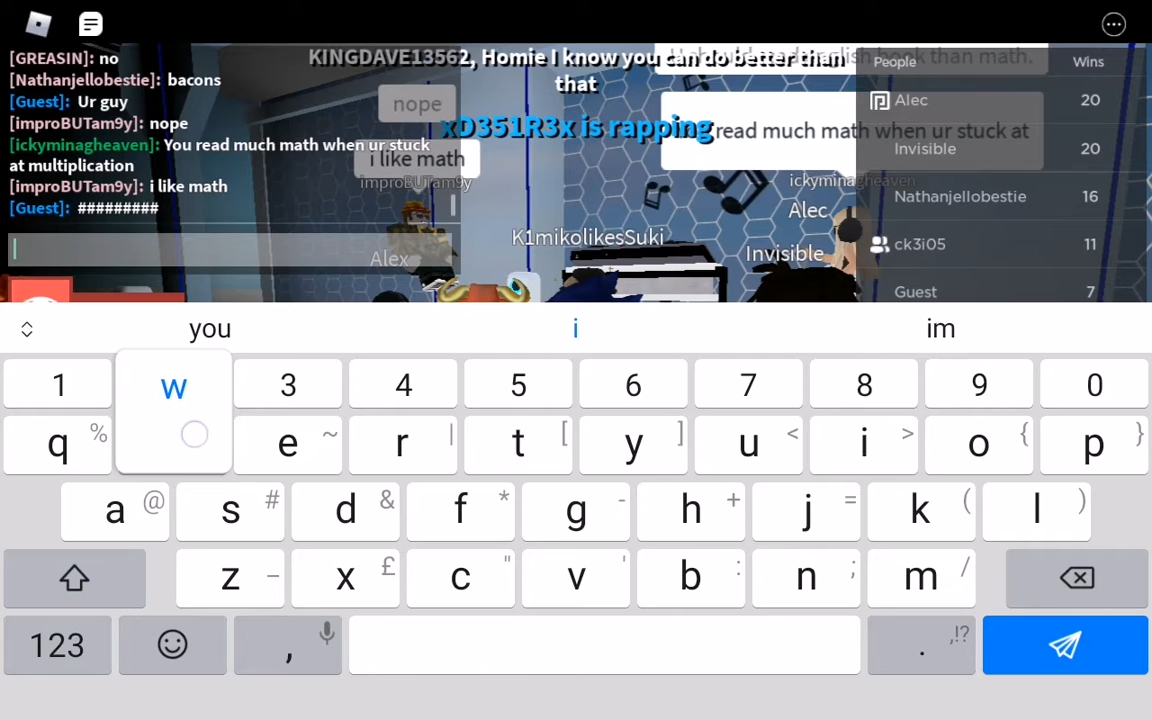 [GREASIN]: no
[Nathanjellobestie]: bacons
[Guest]: Ur guy
[improBUTam9y]: nope
[ickyminagheaven]: You read much math when ur stuck
at multiplication
[improBUTam9y]: i like math
[Guest]: #########
KINGDAVE13562, Homie I know you can do better than
that
xD351R3x is rapping
nope
i like math
improBUTam9y
Alex
K1mikolikesSuki
book than math.
read much math when ur stuck at
ickyminagheaven
Alec
Invisible
People Wins
Alec 20
Invisible 20
Nathanjellobestie 16
ck3i05 11
Guest 7
you i im
1 w 3 4 5 6 7 8 9 0
q % e ~ r | t [ y ] u < i > o { p }
a @ s # d & f * g - h + j = k ( l )
z _ x £ c " v ' b : n ; m /
123 , . ,!?